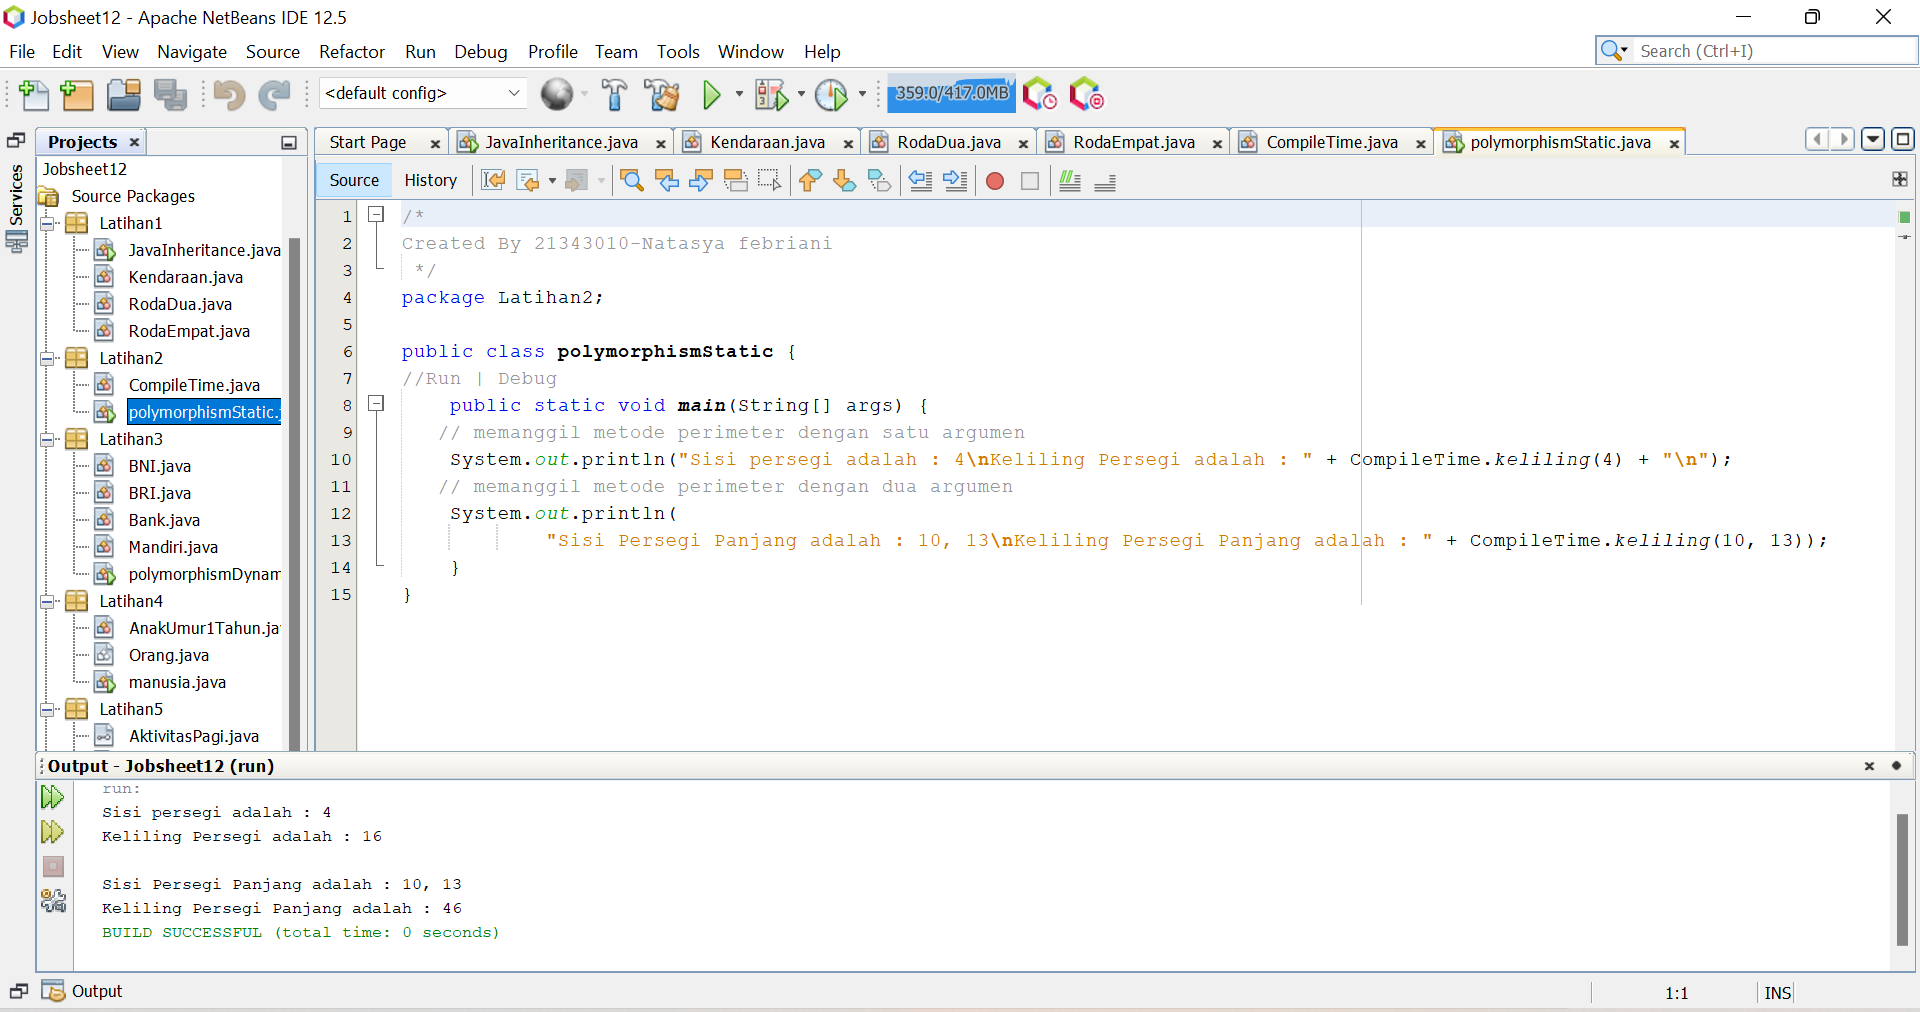 Jobsheet12 - Apache NetBeans IDE 12.5
File Edit View Navigate Source Refactor Run Debug Profile Team Tools Window Help
Search (Ctrl+I)
<default config>
359.0/417.0MB
Projects
Start Page JavaInheritance.java Kendaraan.java RodaDua.java RodaEmpat.java CompileTime.java polymorphismStatic.java
Services
Jobsheet12
Source Packages
Latihan1
JavaInheritance.java
Kendaraan.java
RodaDua.java
RodaEmpat.java
Latihan2
CompileTime.java
polymorphismStatic.j
Latihan3
BNI.java
BRI.java
Bank.java
Mandiri.java
polymorphismDynam
Latihan4
AnakUmur1Tahun.ja
Orang.java
manusia.java
Latihan5
AktivitasPagi.java
Source History
1 /*
2 Created By 21343010-Natasya febriani
3 */
4 package Latihan2;
5
6 public class polymorphismStatic {
7 //Run | Debug
8 public static void main(String[] args) {
9 // memanggil metode perimeter dengan satu argumen
10 System.out.println("Sisi persegi adalah : 4\nKeliling Persegi adalah : " + CompileTime.keliling(4) + "\n");
11 // memanggil metode perimeter dengan dua argumen
12 System.out.println(
13 "Sisi Persegi Panjang adalah : 10, 13\nKeliling Persegi Panjang adalah : " + CompileTime.keliling(10, 13));
14 }
15 }
Output - Jobsheet12 (run)
run:
Sisi persegi adalah : 4
Keliling Persegi adalah : 16
Sisi Persegi Panjang adalah : 10, 13
Keliling Persegi Panjang adalah : 46
BUILD SUCCESSFUL (total time: 0 seconds)
Output
1:1 INS